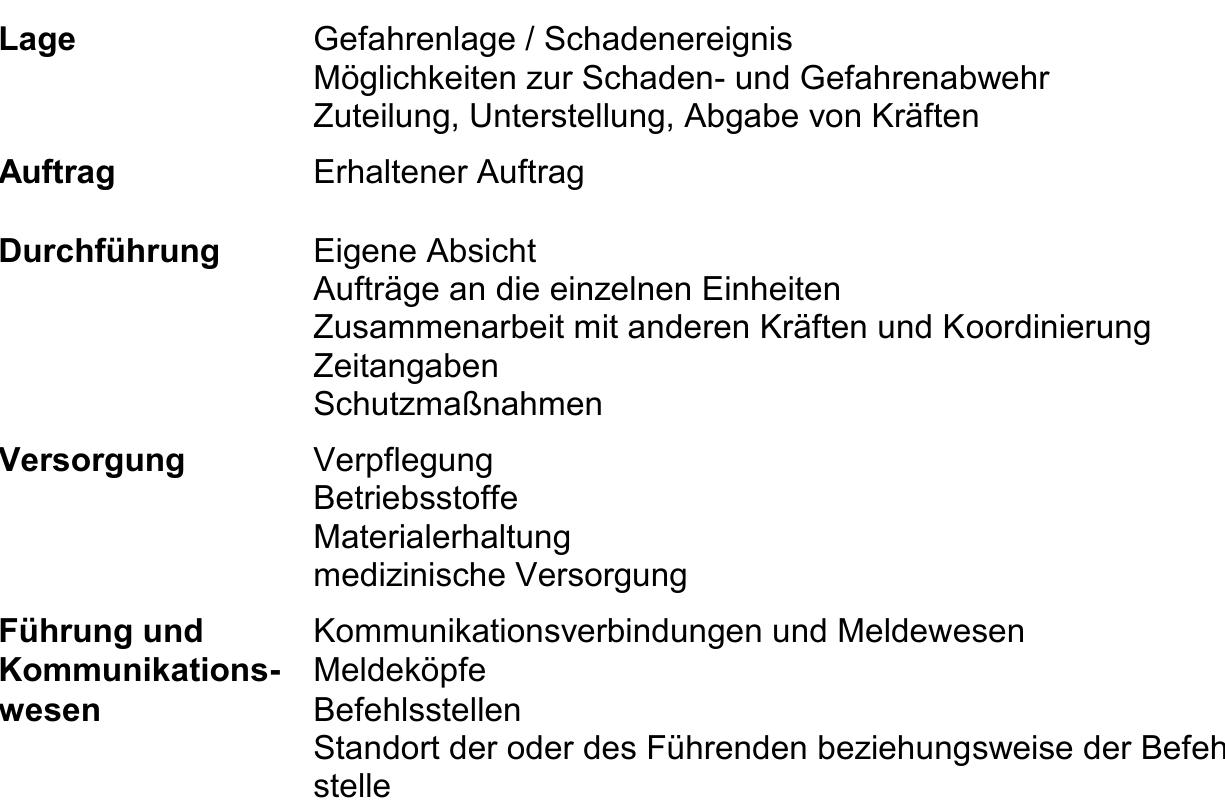 Lage Gefahrenlage / Schadenereignis
Möglichkeiten zur Schaden- und Gefahrenabwehr
Zuteilung, Unterstellung, Abgabe von Kräften
Auftrag Erhaltener Auftrag
Durchführung Eigene Absicht
Aufträge an die einzelnen Einheiten
Zusammenarbeit mit anderen Kräften und Koordinierung
Zeitangaben
Schutzmaßnahmen
Versorgung Verpflegung
Betriebsstoffe
Materialerhaltung
medizinische Versorgung
Führung und Kommunikationsverbindungen und Meldewesen
Kommunikations- Meldeköpfe
wesen Befehlsstellen
Standort der oder des Führenden beziehungsweise der Befeh
stelle